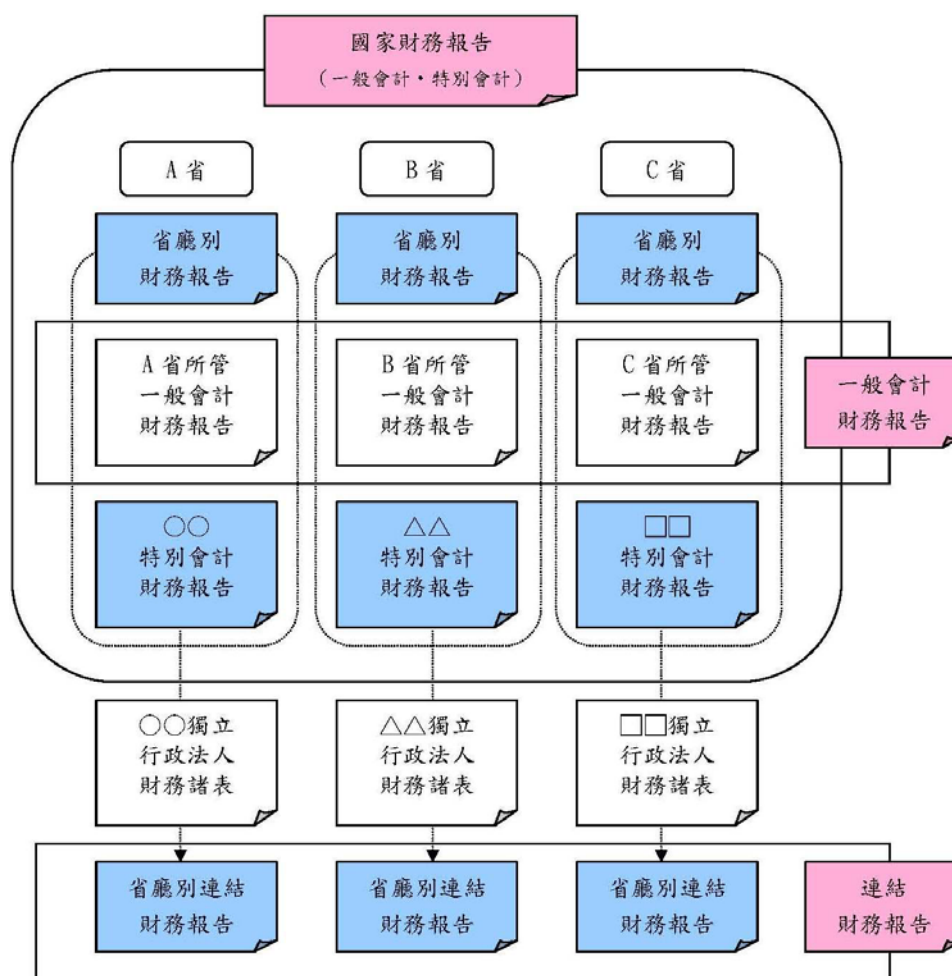 國家財務報告
（一般會計·特別會計）
A 省
B 省
C 省
省廳別
財務報告
省廳別
財務報告
省廳別
財務報告
A 省所管
一般會計
財務報告
B 省所管
一般會計
財務報告
C 省所管
一般會計
財務報告
一般會計
財務報告
○○
特別會計
財務報告
△△
特別會計
財務報告
□□
特別會計
財務報告
○○獨立
行政法人
財務諸表
△△獨立
行政法人
財務諸表
□□獨立
行政法人
財務諸表
省廳別連結
財務報告
省廳別連結
財務報告
省廳別連結
財務報告
連結
財務報告